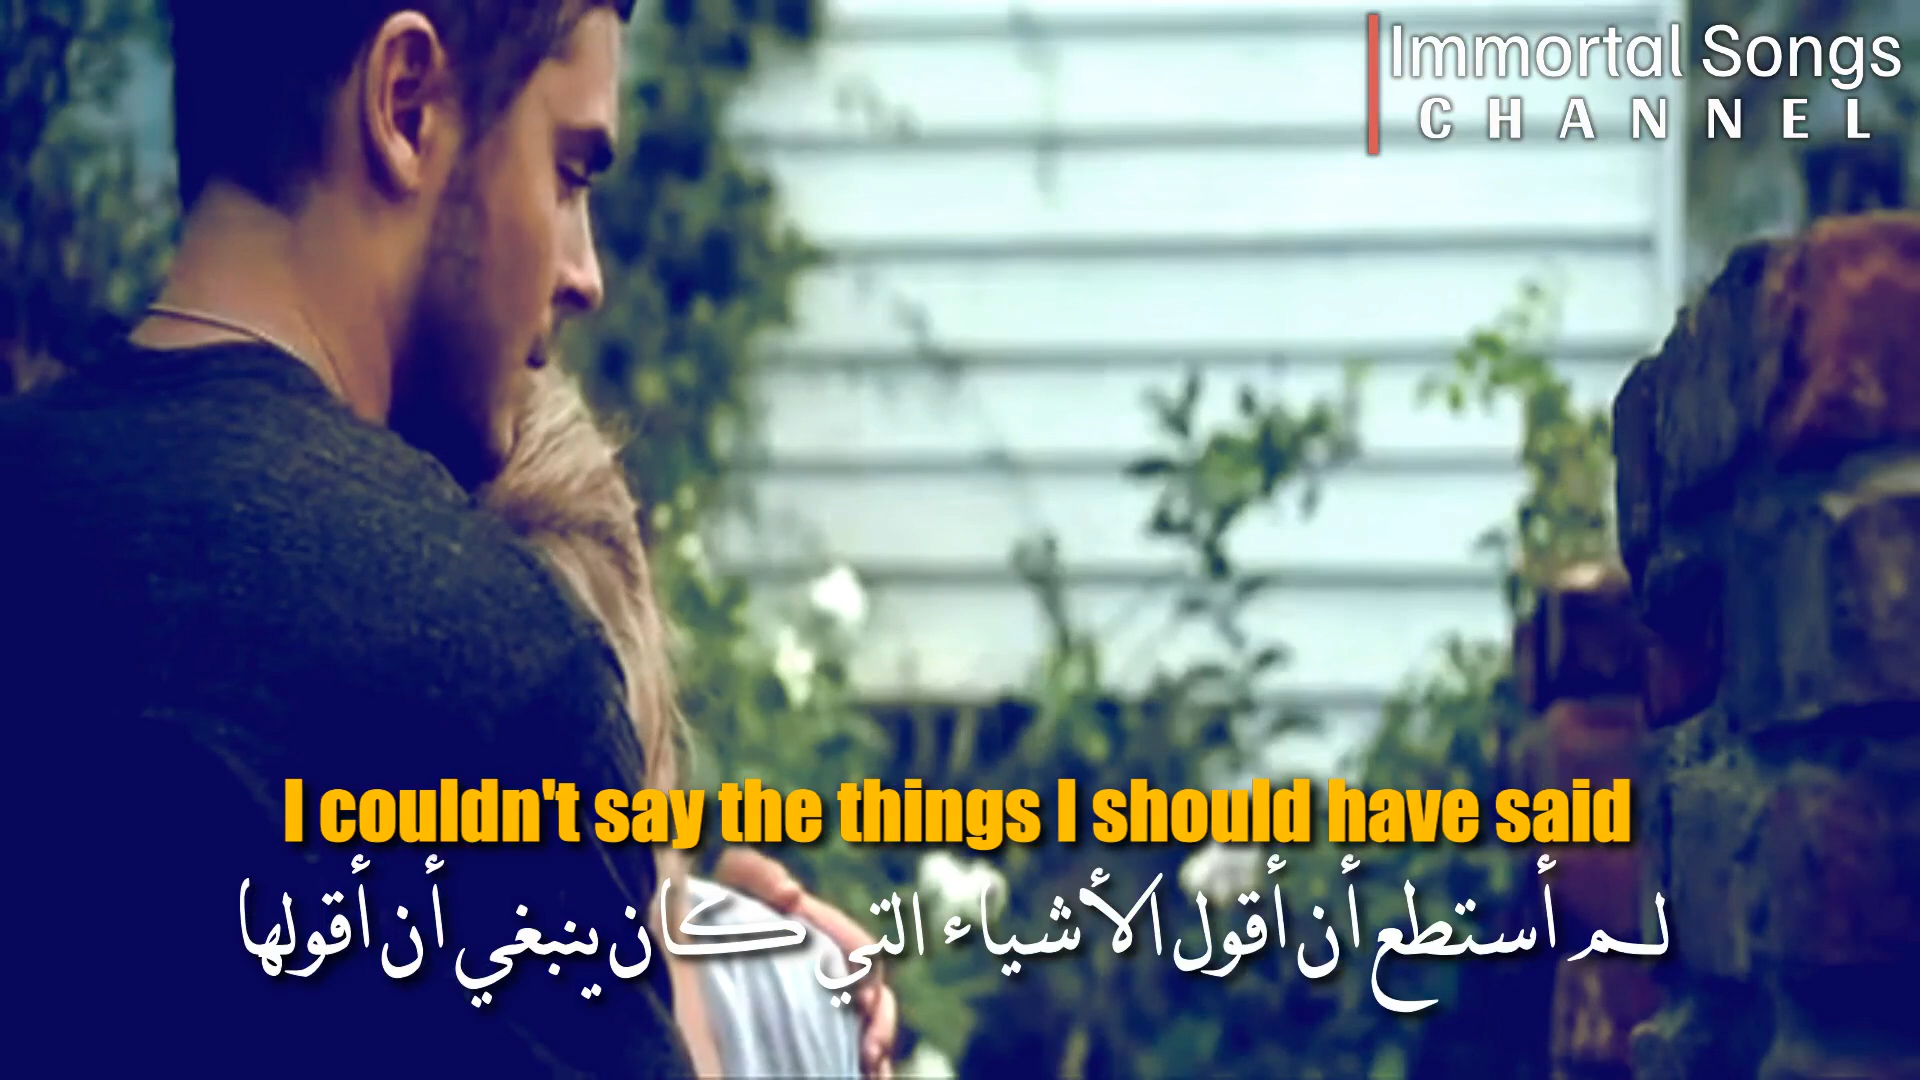 Immortal Songs
CHANNEL
I couldn't say the things I should have said
لم أستطع أن أقول الأشياء التي كان ينبغي أن أقولها